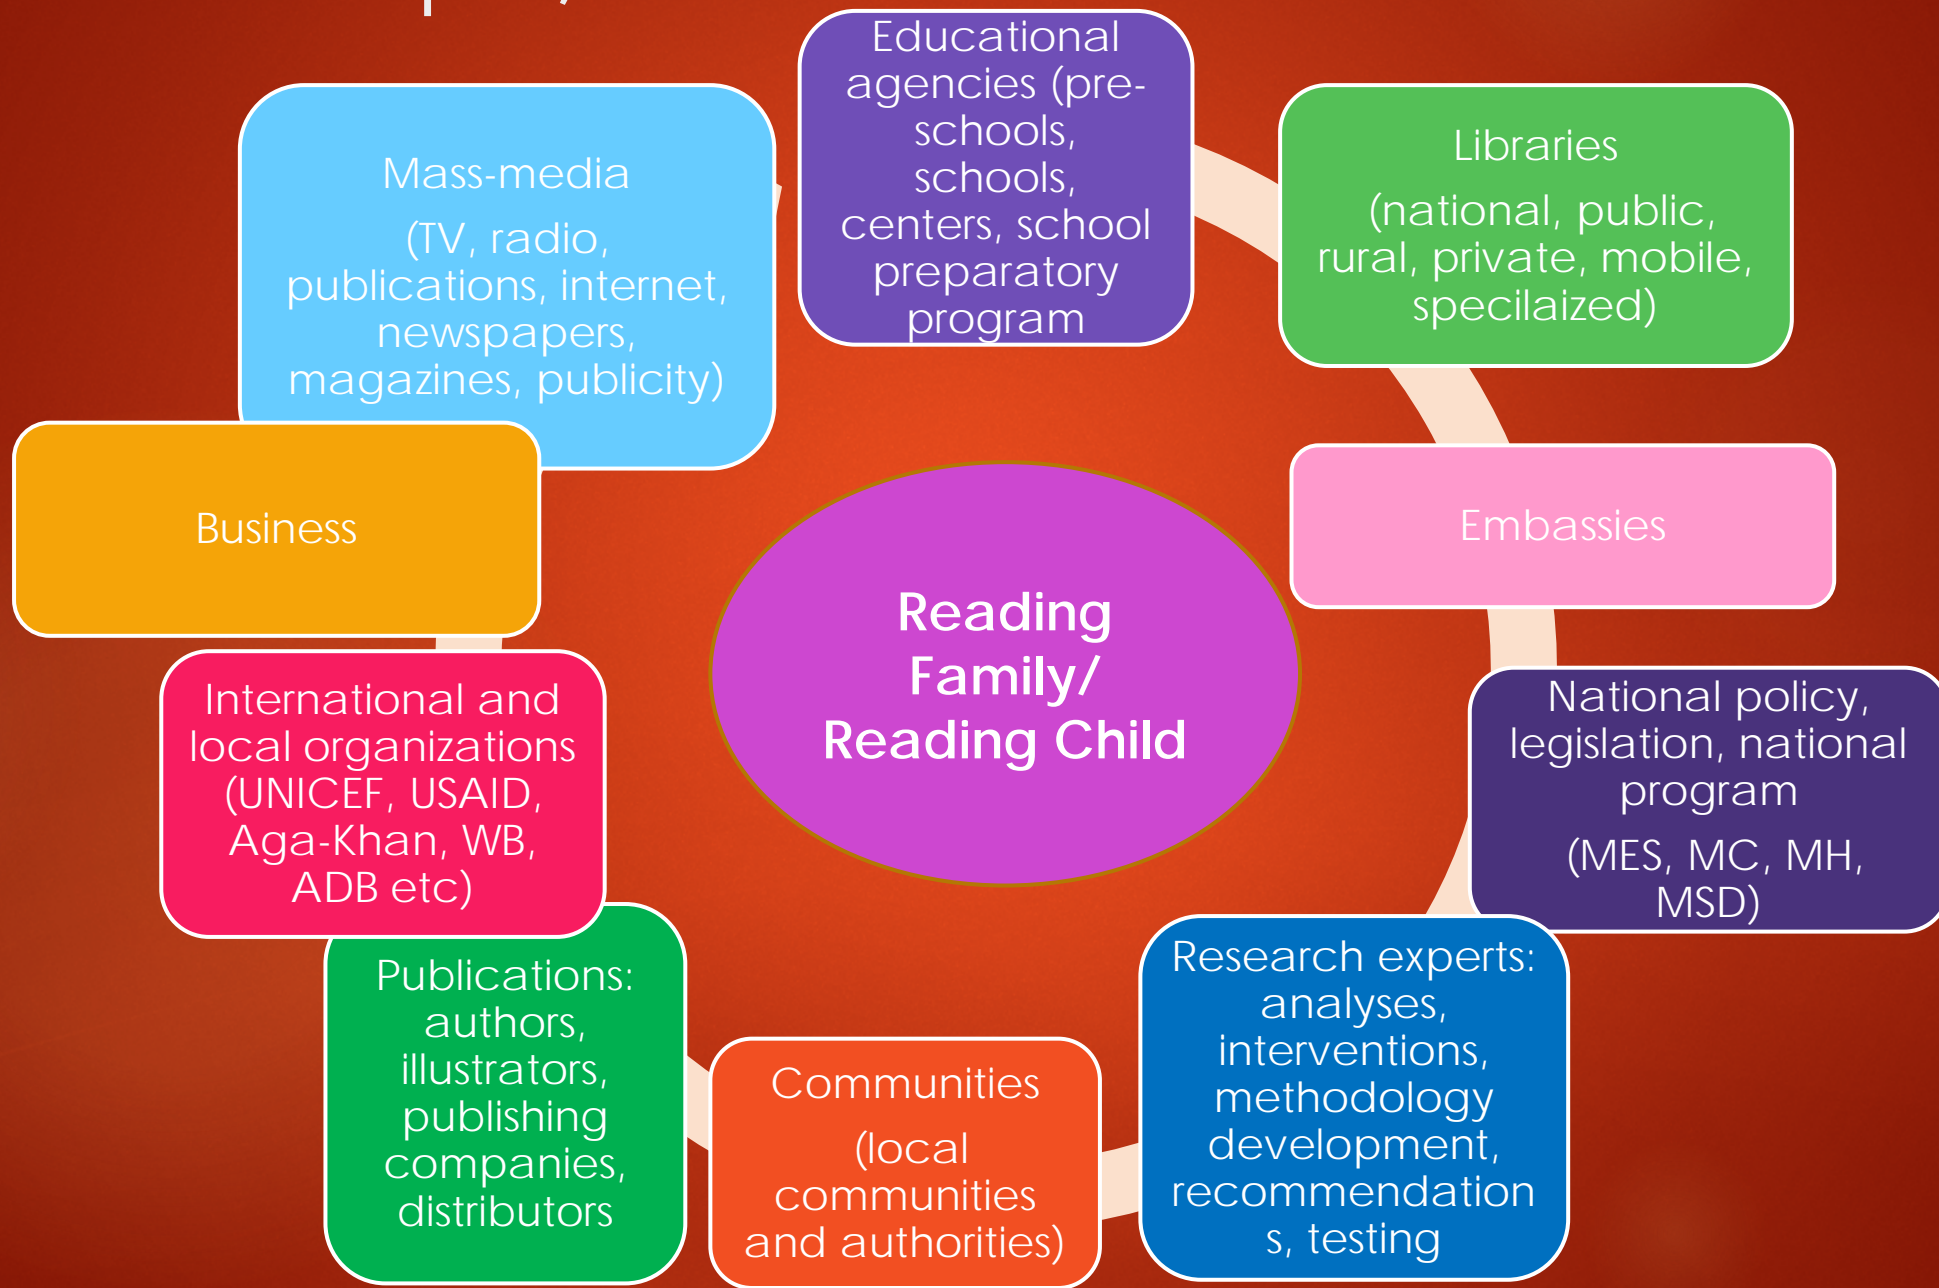 Educational
agencies (pre-
schools,
schools,
centers, school
preparatory
program
Libraries
(national, public,
rural, private, mobile,
specilaized)
Embassies
National policy,
legislation, national
program
(MES, MC, MH,
MSD)
Research experts:
analyses,
interventions,
methodology
development,
recommendation
s, testing
Communities
(local
communities
and authorities)
Publications:
authors,
illustrators,
publishing
companies,
distributors
International and
local organizations
(UNICEF, USAID,
Aga-Khan, WB,
ADB etc)
Business
Mass-media
(TV, radio,
publications, internet,
newspapers,
magazines, publicity)
Reading
Family/
Reading Child